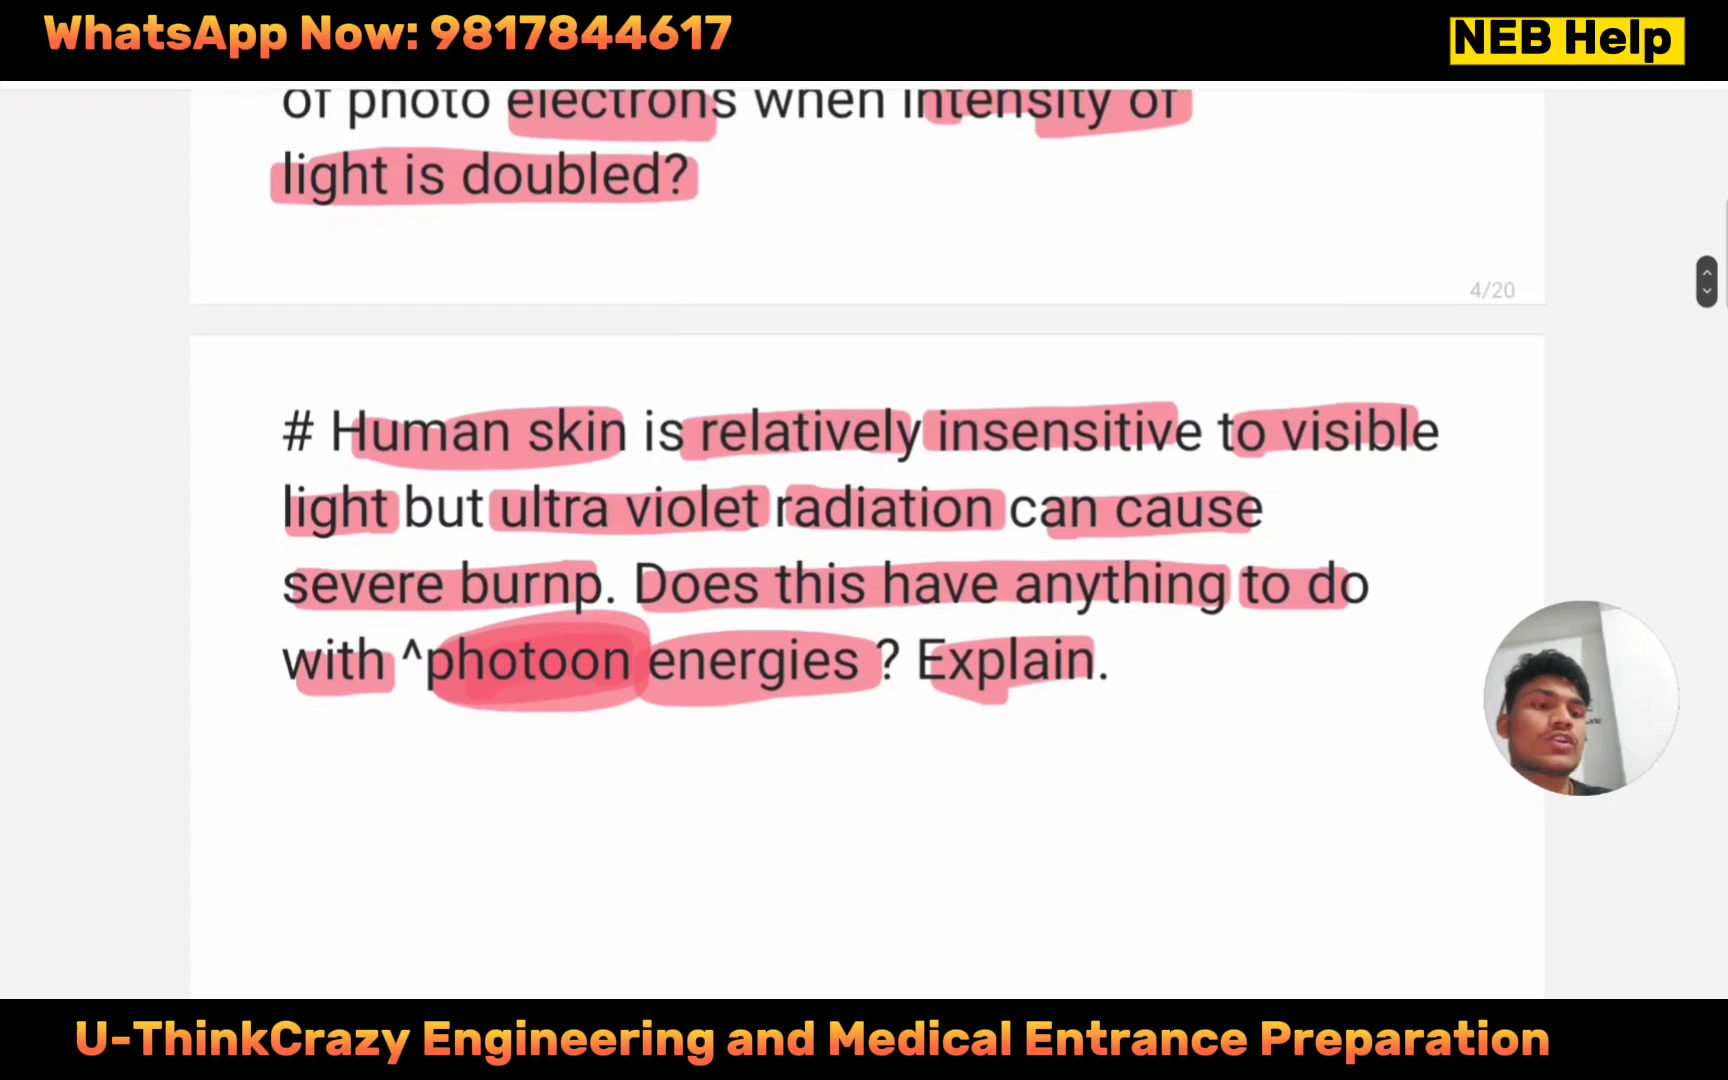 WhatsApp Now: 9817844617
NEB Help
of photo electrons when intensity of
light is doubled?
4/20
# Human skin is relatively insensitive to visible
light but ultra violet radiation can cause
severe burnp. Does this have anything to do
with ^photoon energies ? Explain.
U-ThinkCrazy Engineering and Medical Entrance Preparation